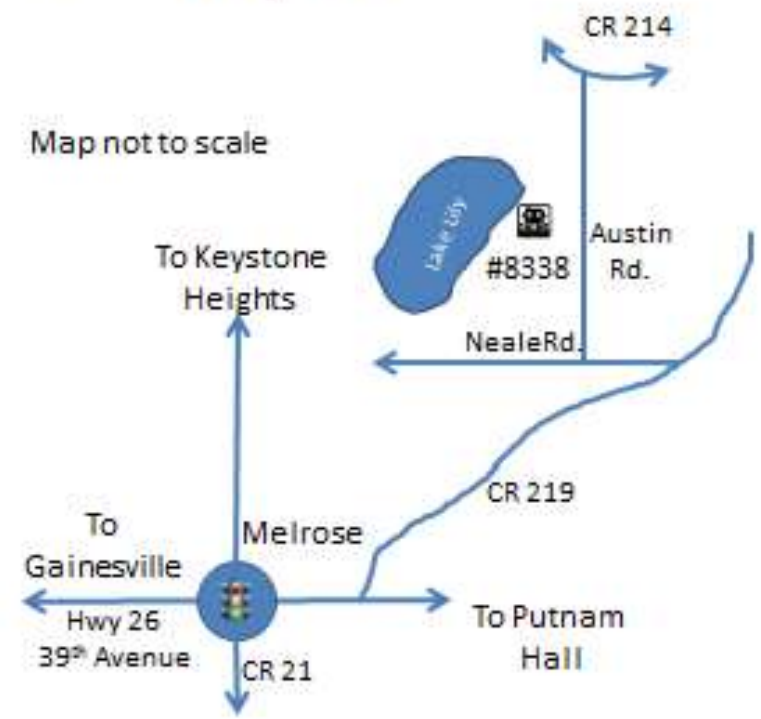 CR 214
Map not to scale
Lake Lily
Austin
Rd.
#8338
To Keystone
Heights
NealeRd.
CR 219
To
Gainesville
Melrose
Hwy 26
39th Avenue
CR 21
To Putnam
Hall